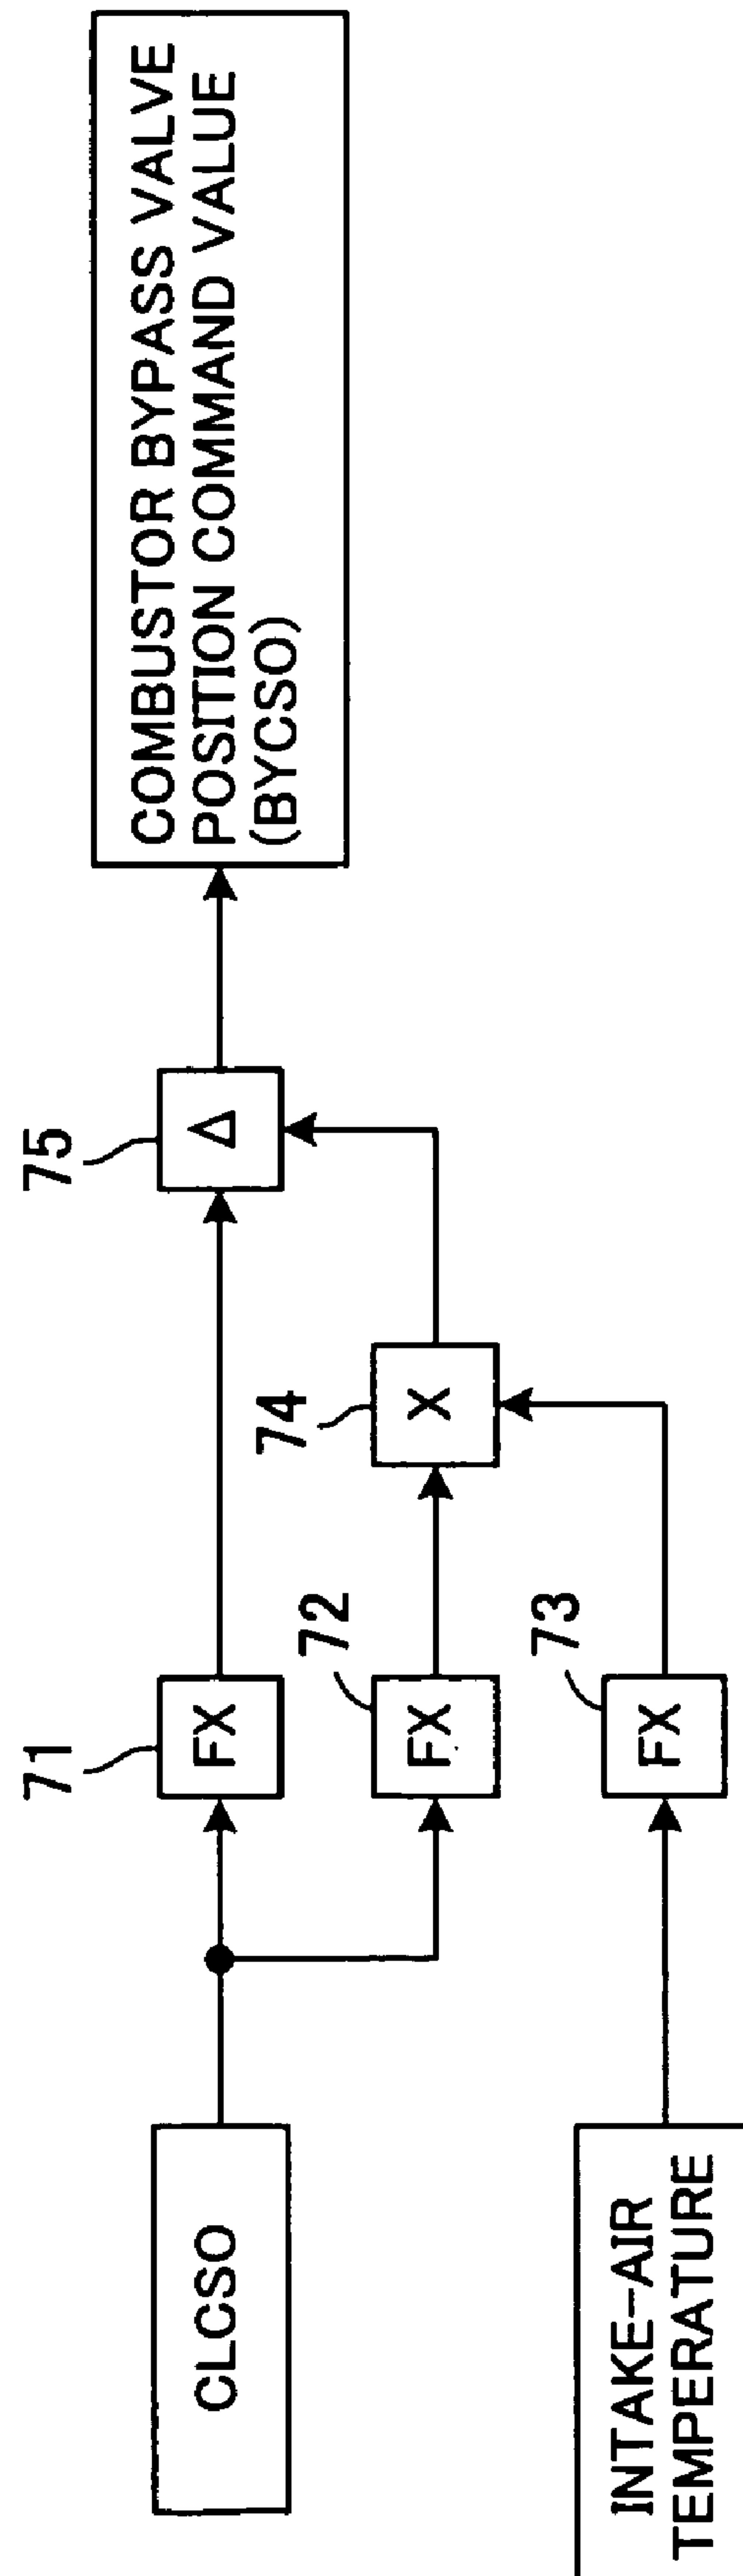 CLCSO
71
FX
75
Δ
COMBUSTOR BYPASS VALVE
POSITION COMMAND VALUE
(BYCSO)
72
FX
74
X
INTAKE-AIR
TEMPERATURE
73
FX